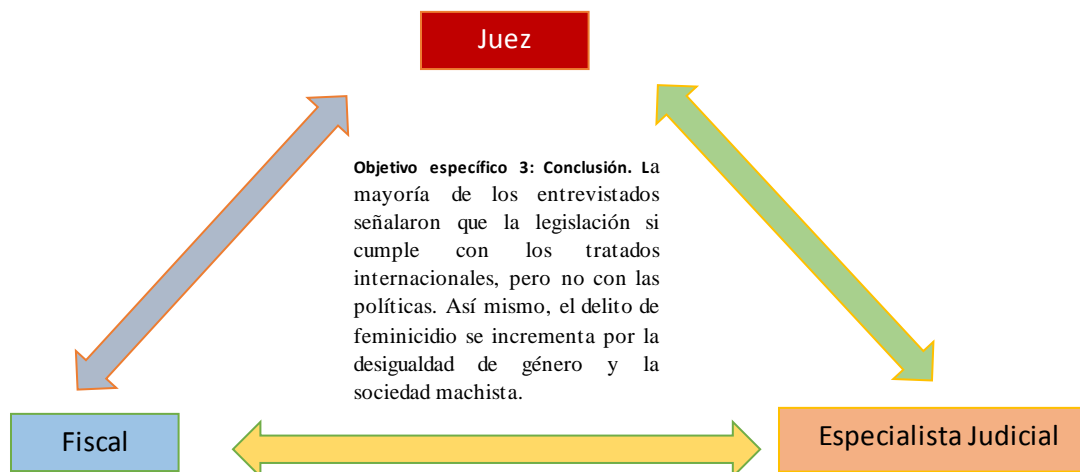 Juez
Objetivo específico 3: Conclusión. La
mayoría de los entrevistados
señalaron que la legislación si
cumple con los tratados
internacionales, pero no con las
políticas. Así mismo, el delito de
feminicidio se incrementa por la
desigualdad de género y la
sociedad machista.
Fiscal
Especialista Judicial